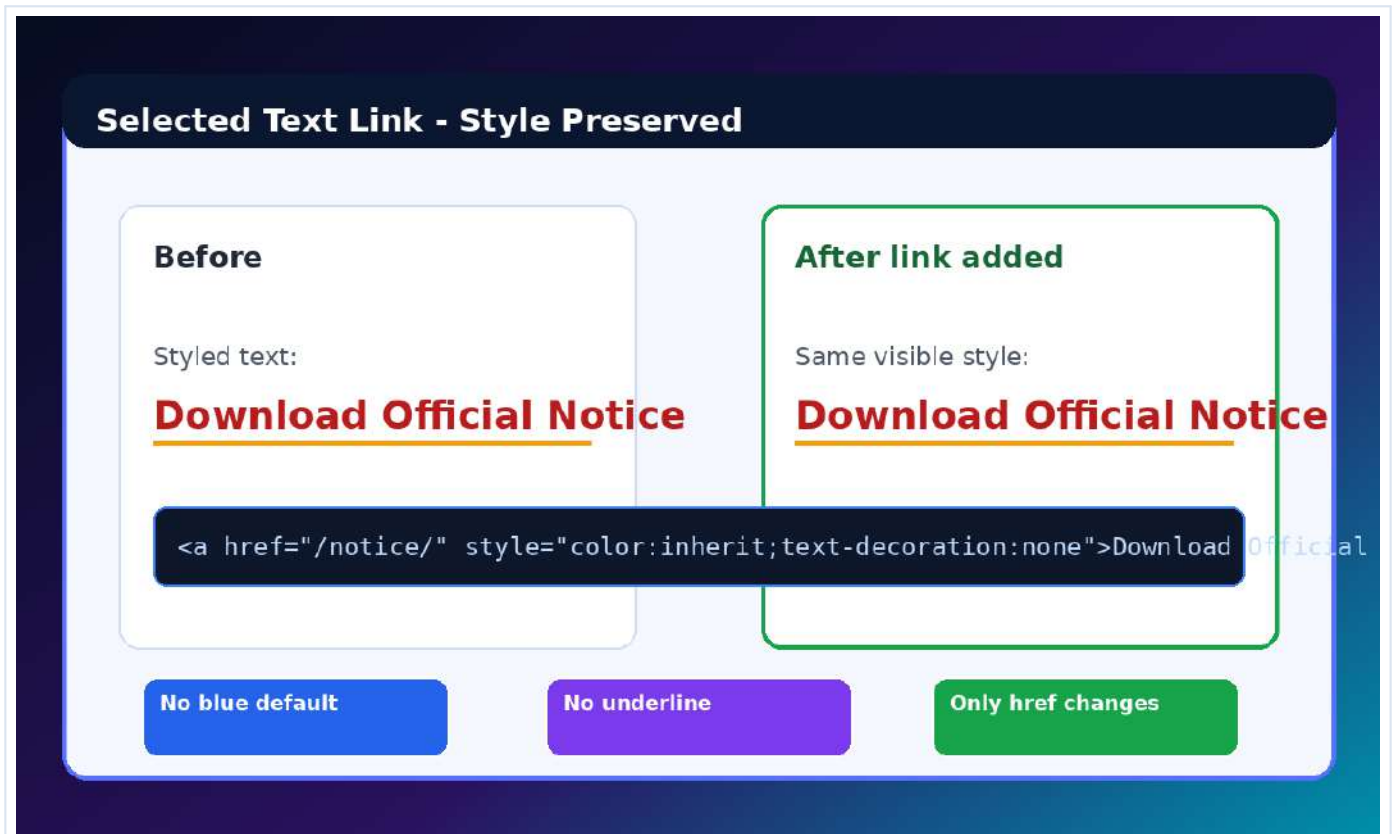 Selected Text Link - Style Preserved
Before
Styled text:
Download Official Notice
After link added
Same visible style:
Download Official Notice
<a href="/notice/" style="color:inherit;text-decoration:none">Download Official
No blue default
No underline
Only href changes